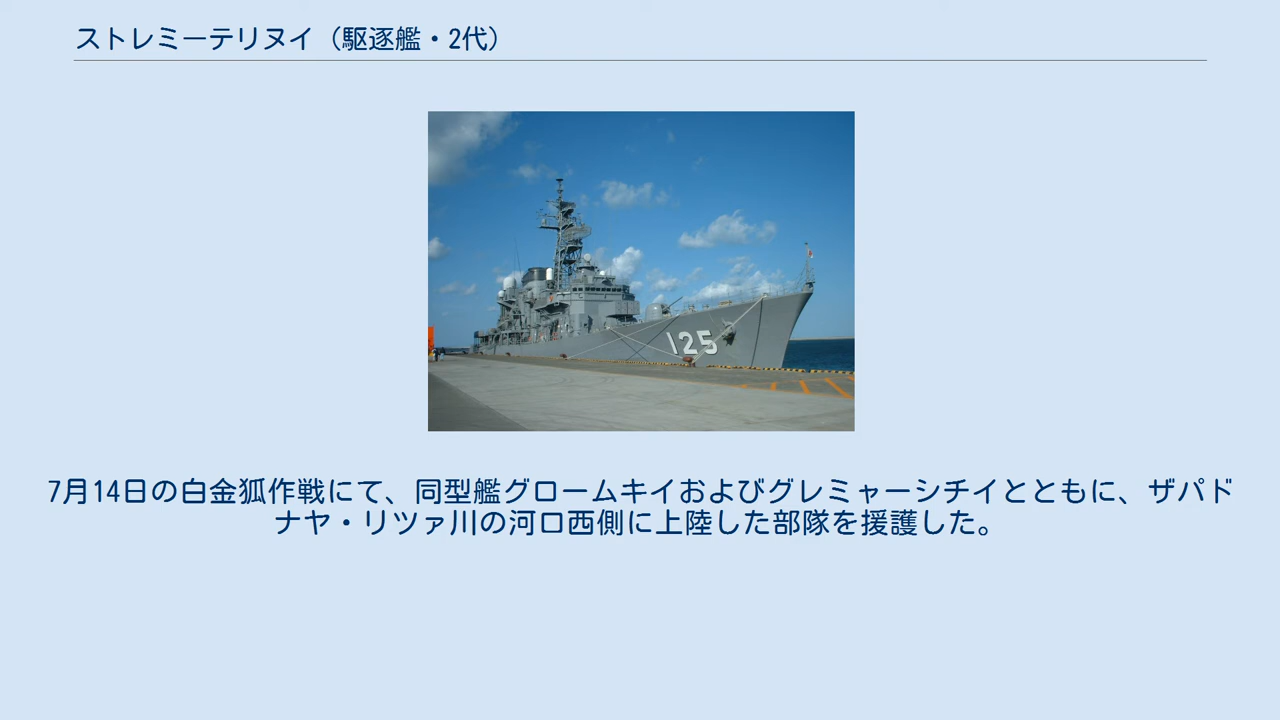 ストレミーテリヌイ（駆逐艦・2代）
125
7月14日の白金狐作戦にて、同型艦グロームキイおよびグレミャーシチイとともに、ザパド
ナヤ・リツァ川の河口西側に上陸した部隊を援護した。